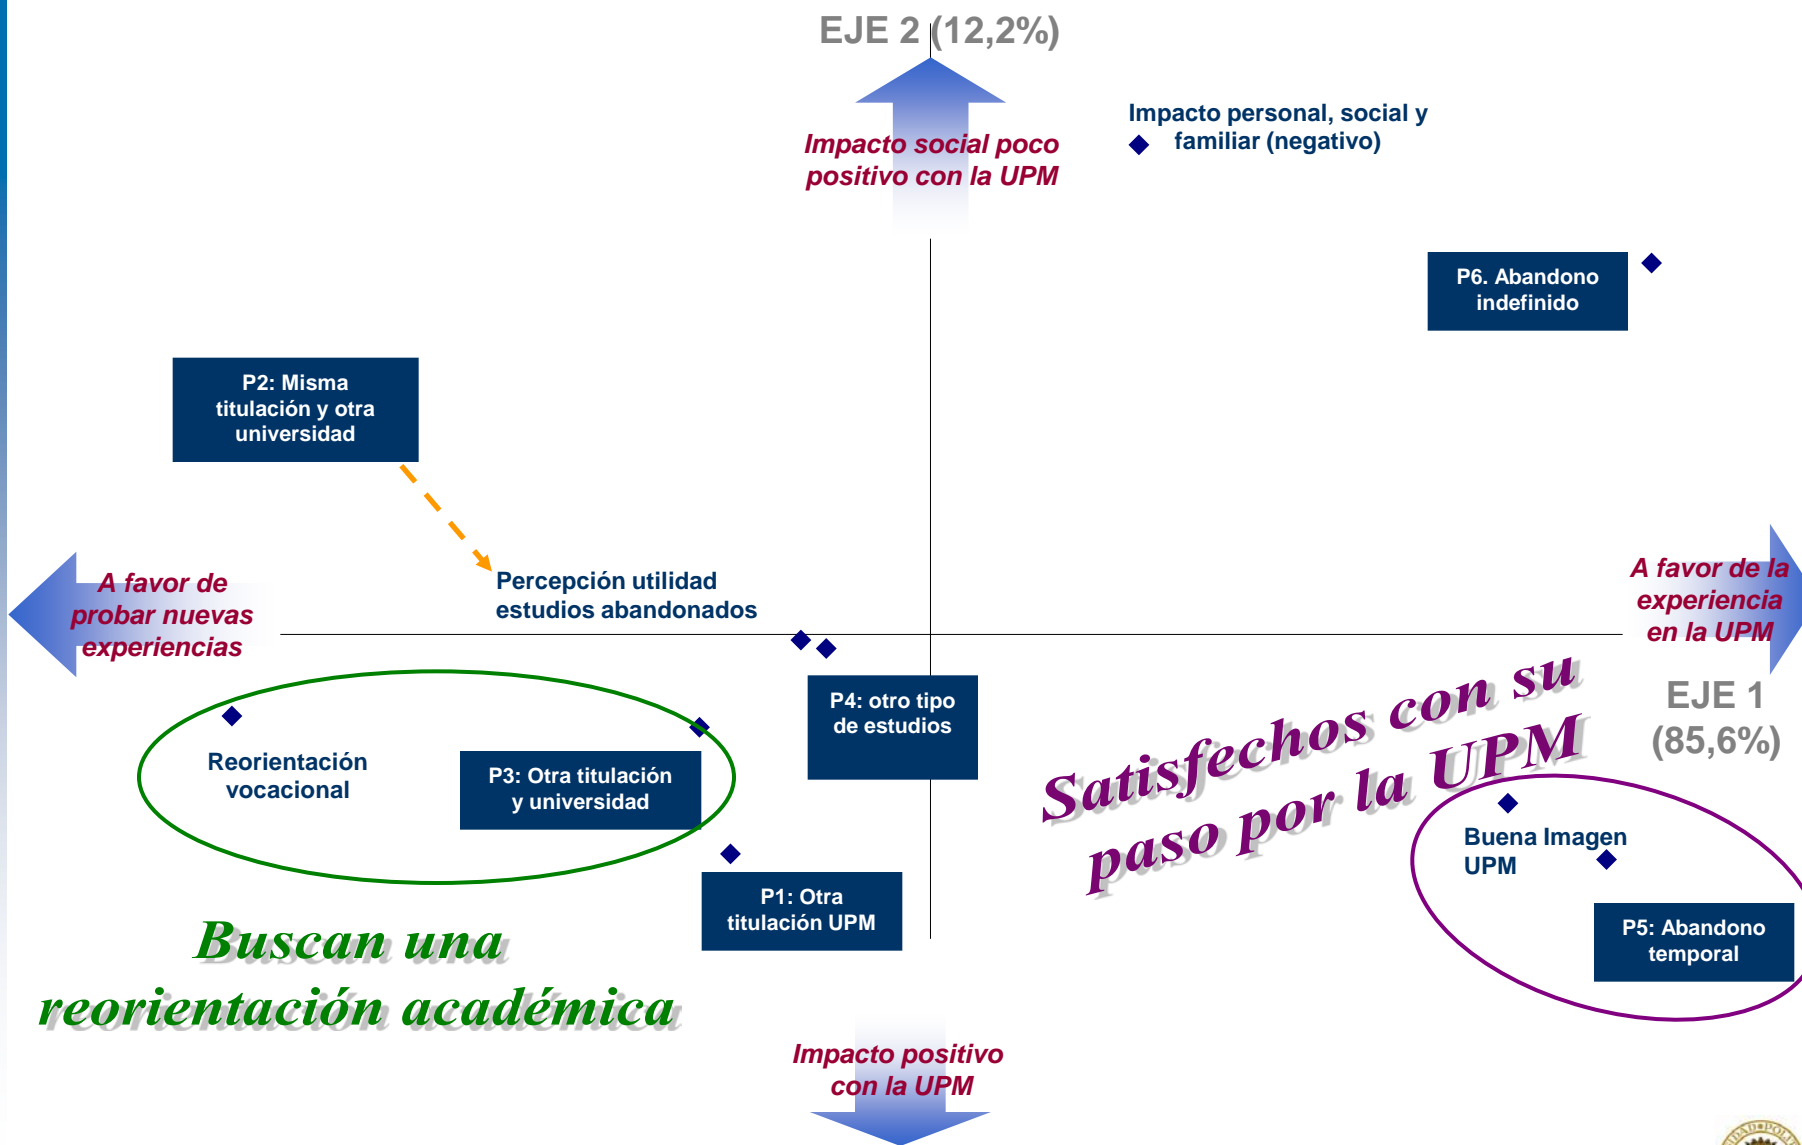 EJE 2 (12,2%)
Impacto social poco
positivo con la UPM
Impacto personal, social y
familiar (negativo)
P6. Abandono
indefinido
P2: Misma
titulación y otra
universidad
Percepción utilidad
estudios abandonados
A favor de
probar nuevas
experiencias
A favor de la
experiencia
en la UPM
EJE 1
(85,6%)
P4: otro tipo
de estudios
Reorientación
vocacional
P3: Otra titulación
y universidad
Satisfechos con su
paso por la UPM
Buena Imagen
UPM
P1: Otra
titulación UPM
P5: Abandono
temporal
Buscan una
reorientación académica
Impacto positivo
con la UPM